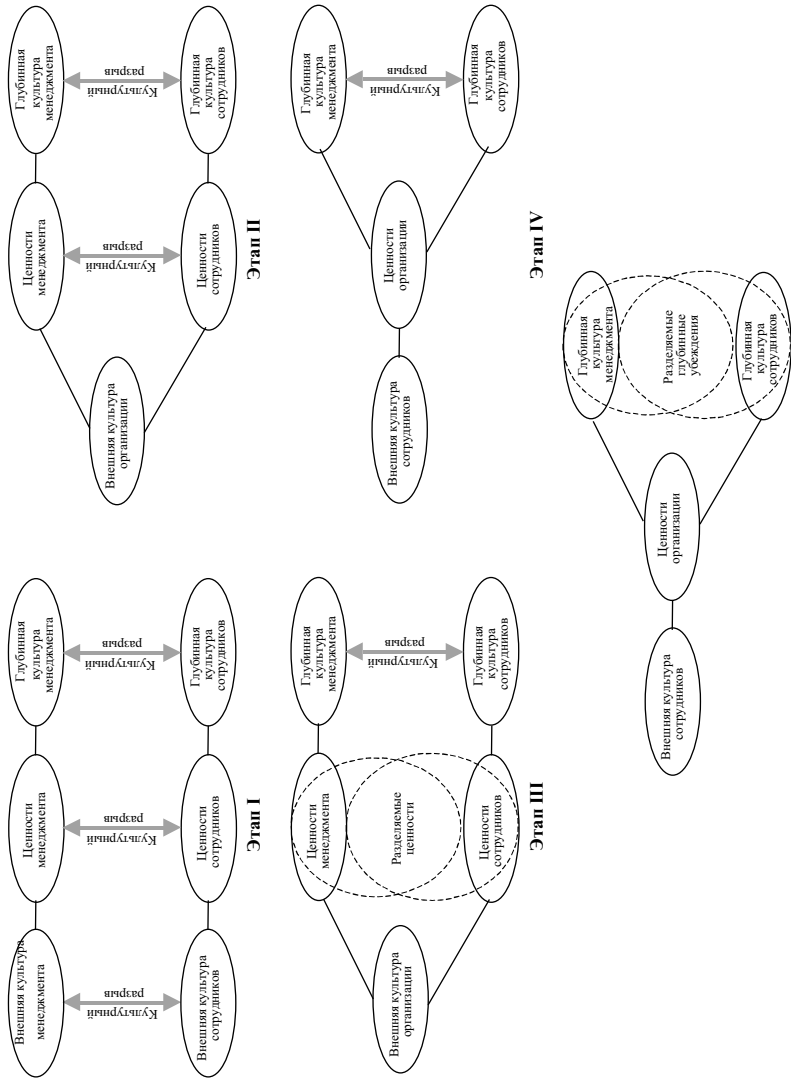 Внешняя культура
менеджмента
Ценности
менеджмента
Глубинная
культура
менеджмента
Культурный
разрыв
Культурный
разрыв
Культурный
разрыв
Внешняя культура
сотрудников
Ценности
сотрудников
Глубинная
культура
сотрудников
Этап I
Внешняя культура
организации
Ценности
менеджмента
Глубинная
культура
менеджмента
Культурный
разрыв
Культурный
разрыв
Ценности
сотрудников
Глубинная
культура
сотрудников
Этап II
Внешняя культура
организации
Ценности
менеджмента
Разделяемые
ценности
Ценности
сотрудников
Глубинная
культура
менеджмента
Культурный
разрыв
Глубинная
культура
сотрудников
Этап III
Внешняя культура
сотрудников
Ценности
организации
Глубинная
культура
менеджмента
Культурный
разрыв
Глубинная
культура
сотрудников
Этап IV
Внешняя культура
сотрудников
Ценности
организации
Глубинная
культура
менеджмента
Разделяемые
глубинные
убеждения
Глубинная
культура
сотрудников